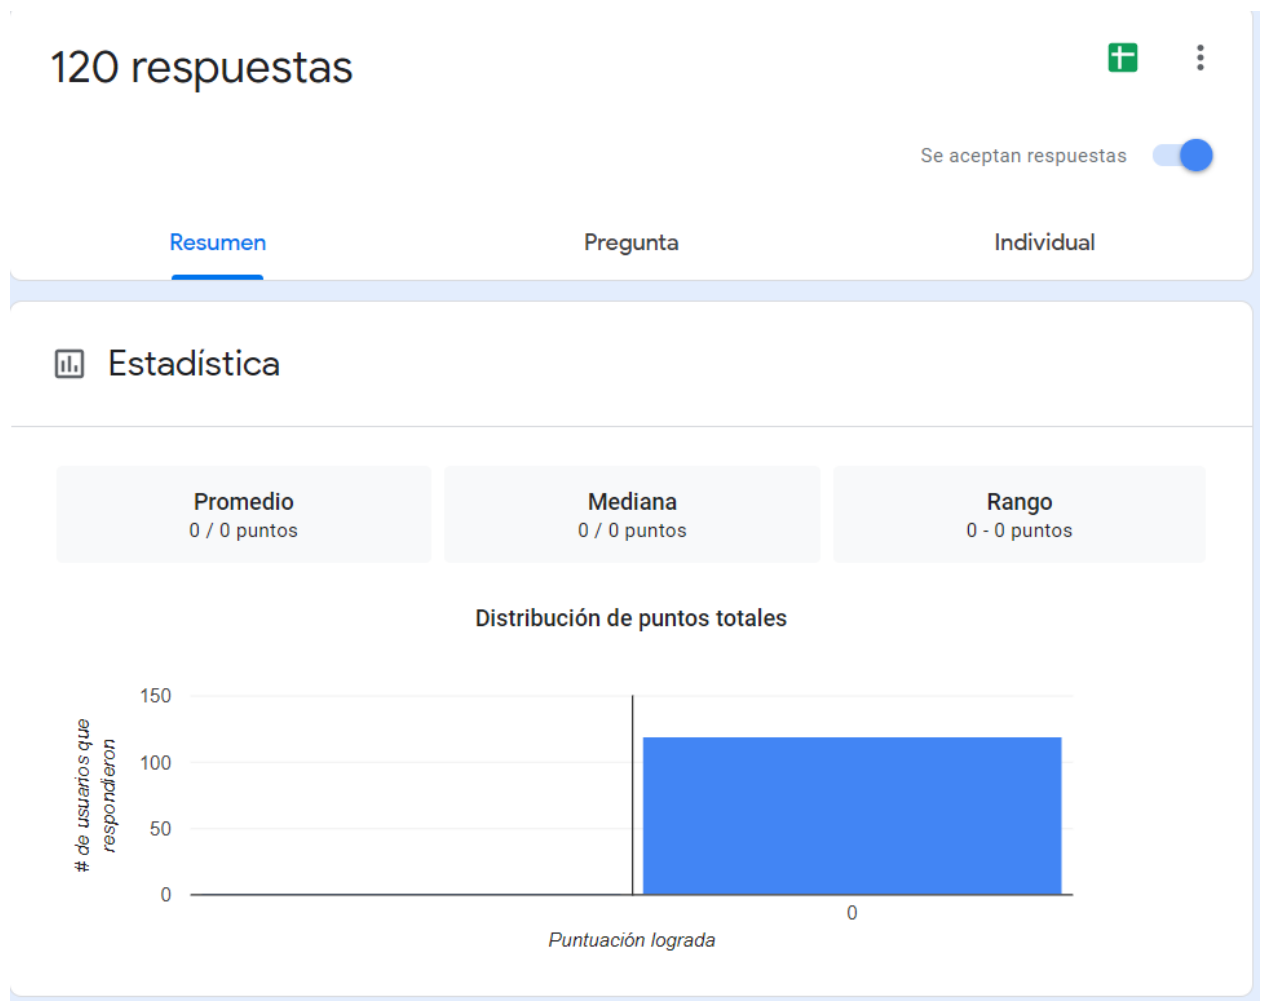 120 respuestas
Se aceptan respuestas
Resumen
Pregunta
Individual
Estadística
Promedio
0 / 0 puntos
Mediana
0 / 0 puntos
Rango
0 - 0 puntos
Distribución de puntos totales
# de usuarios que
respondieron
150
100
50
0
0
Puntuación lograda